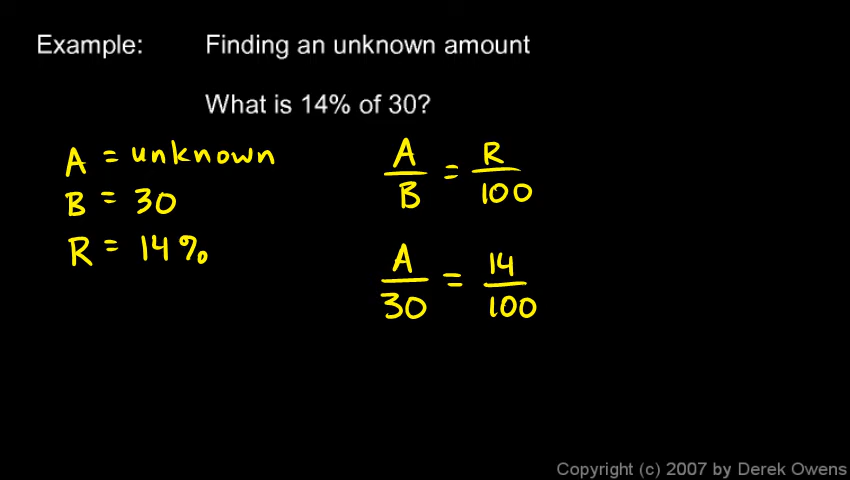 Example: Finding an unknown amount
What is 14% of 30?
A = unknown
B = 30
R = 14%
A/B = R/100
A/30 = 14/100
Copyright (c) 2007 by Derek Owens